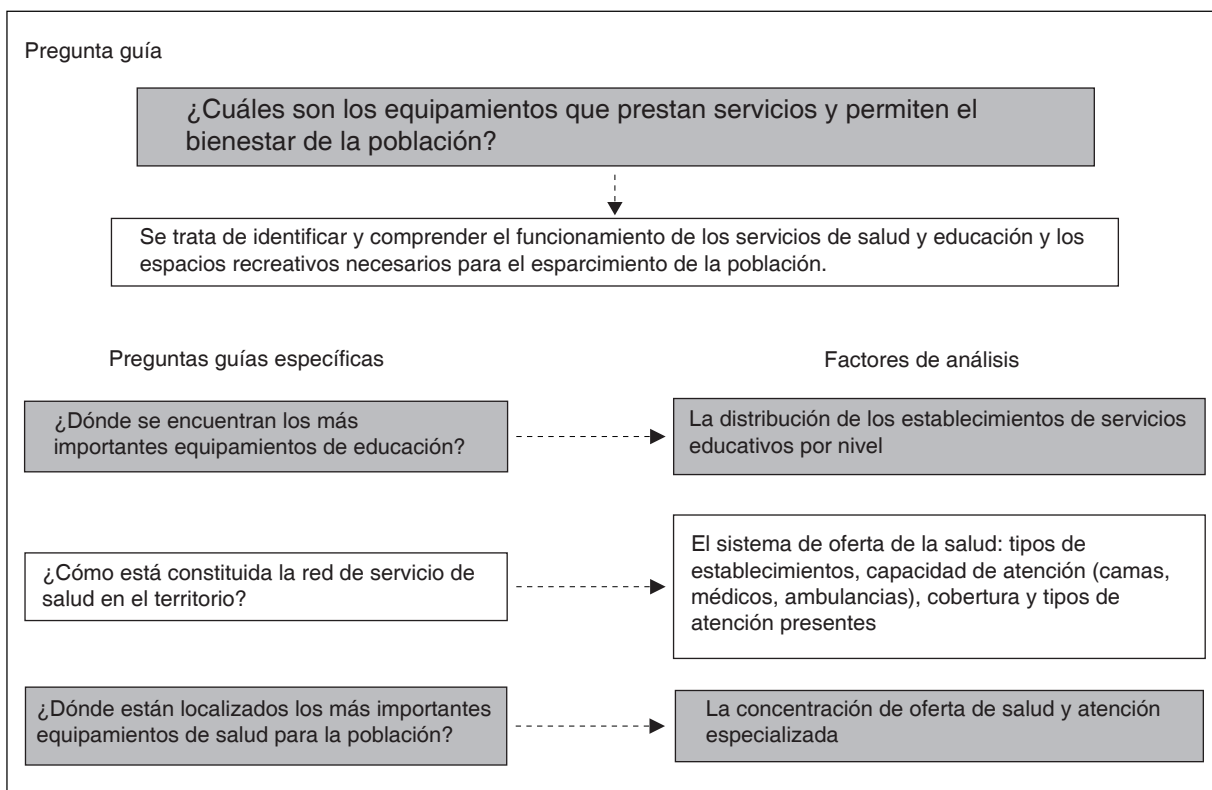 Pregunta guía
¿Cuáles son los equipamientos que prestan servicios y permiten el
bienestar de la población?
Se trata de identificar y comprender el funcionamiento de los servicios de salud y educación y los
espacios recreativos necesarios para el esparcimiento de la población.
Preguntas guías específicas
Factores de análisis
¿Dónde se encuentran los más
importantes equipamientos de educación?
La distribución de los establecimientos de servicios
educativos por nivel
¿Cómo está constituida la red de servicio de
salud en el territorio?
El sistema de oferta de la salud: tipos de
establecimientos, capacidad de atención (camas,
médicos, ambulancias), cobertura y tipos de
atención presentes
¿Dónde están localizados los más importantes
equipamientos de salud para la población?
La concentración de oferta de salud y atención
especializada